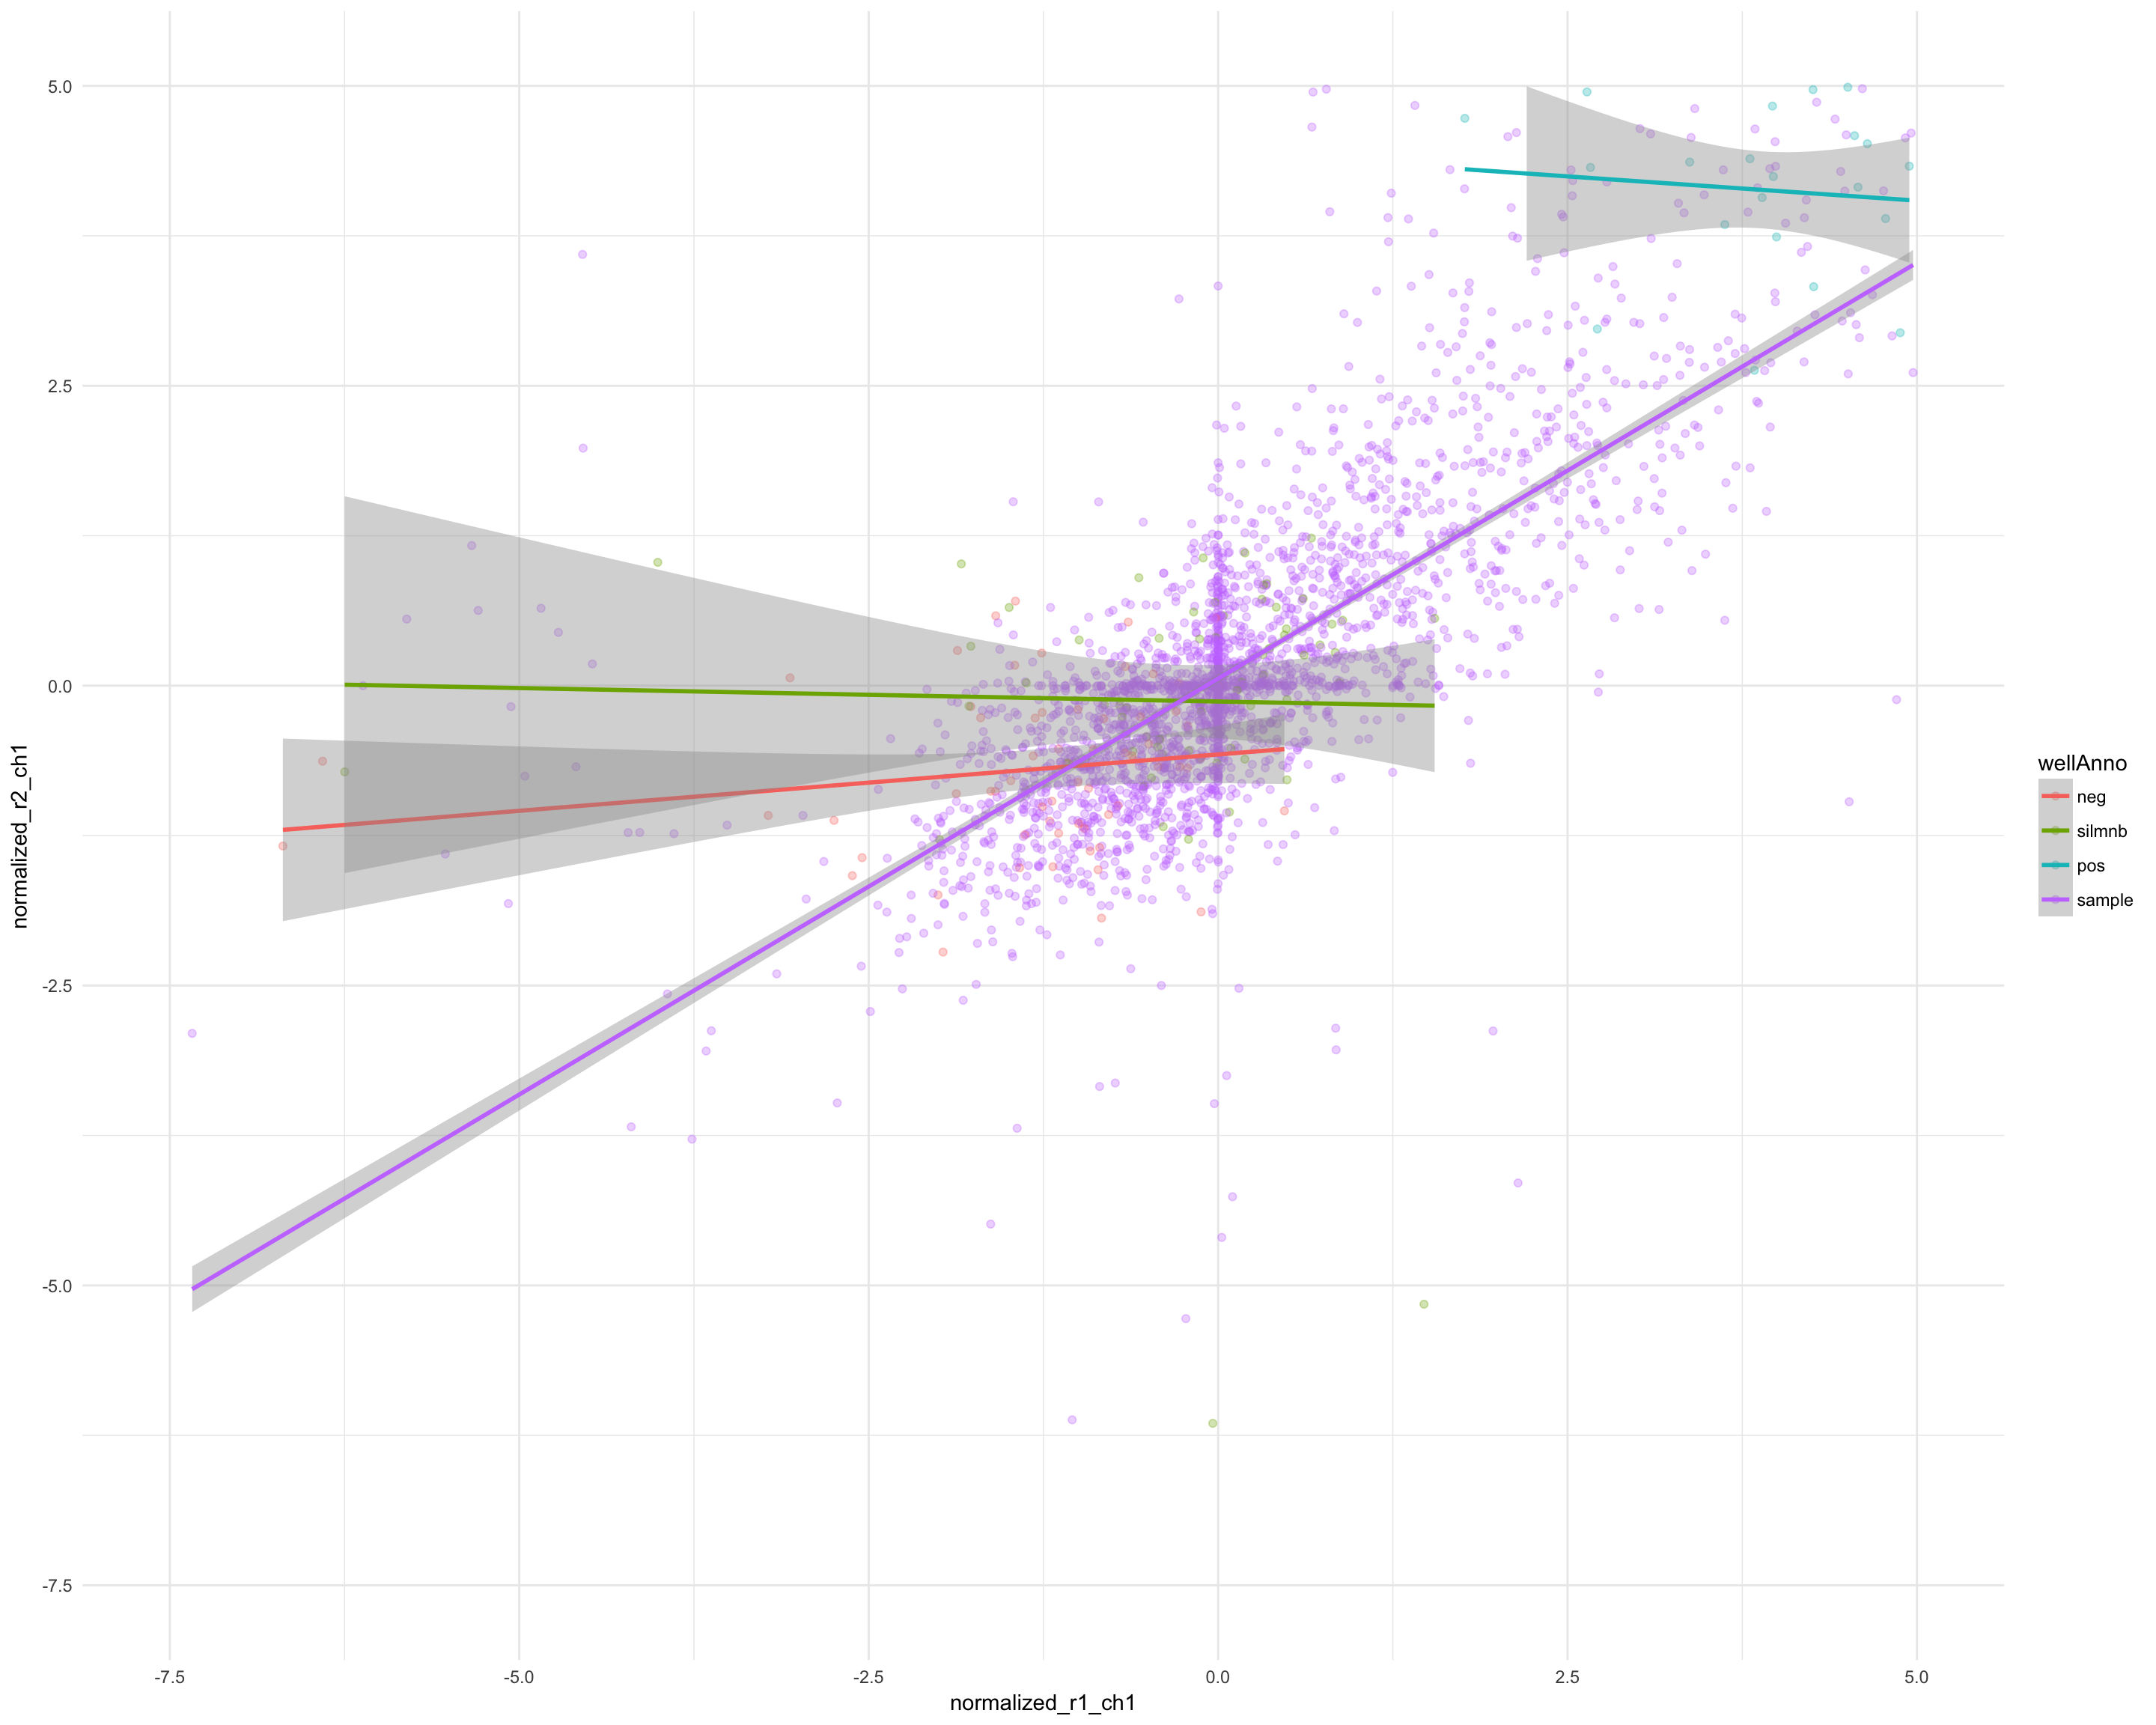 5.0
2.5
0.0
-2.5
-5.0
-7.5
normalized_r2_ch1
-7.5 -5.0 -2.5 0.0 2.5 5.0
normalized_r1_ch1
wellAnno
neg
silmnb
pos
sample